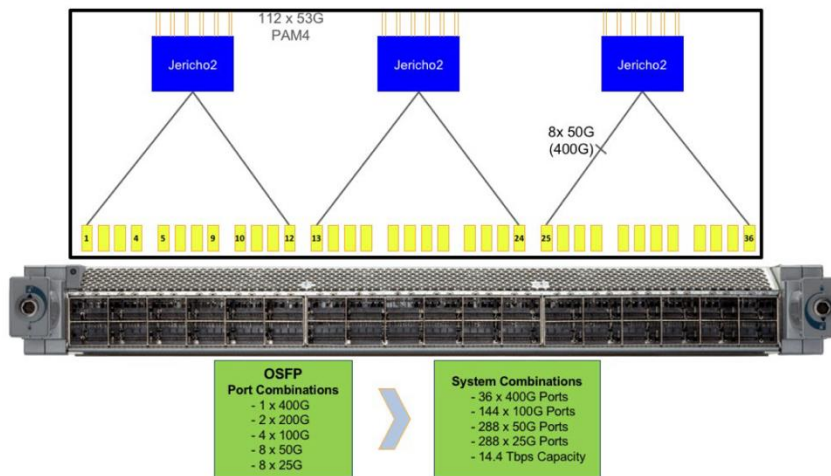 112 x 53G
PAM4
Jericho2
Jericho2
Jericho2
8x 50G
(400G)
1
4
5
9
10
12
13
24
25
36
OSFP
Port Combinations
- 1 x 400G
- 2 x 200G
- 4 x 100G
- 8 x 50G
- 8 x 25G
System Combinations
- 36 x 400G Ports
- 144 x 100G Ports
- 288 x 50G Ports
- 288 x 25G Ports
- 14.4 Tbps Capacity